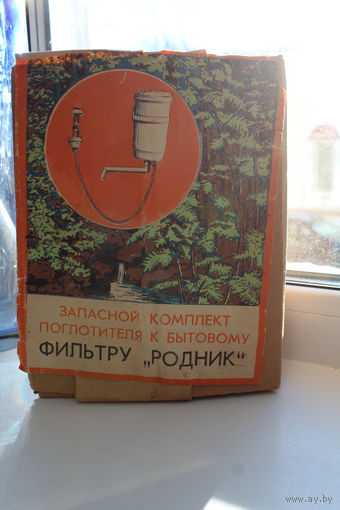 ЗАПАСНОЙ КОМПЛЕКТ
ПОГЛОТИТЕЛЯ К БЫТОВОМУ
ФИЛЬТРУ „РОДНИК“
www.ay.by